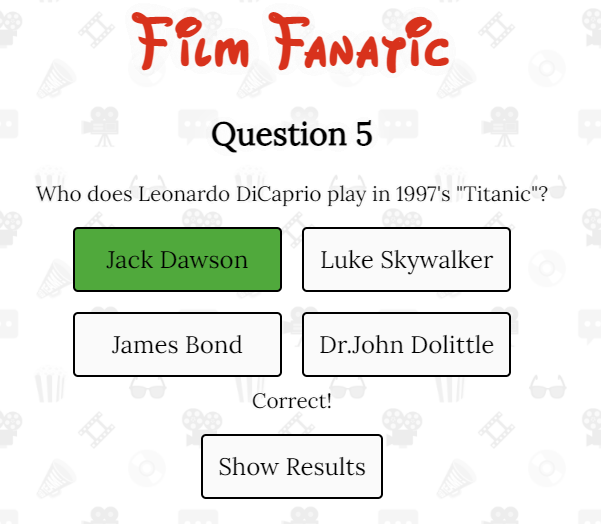 Film Fanatic
Question 5
Who does Leonardo DiCaprio play in 1997's "Titanic"?
Jack Dawson
Luke Skywalker
James Bond
Dr.John Dolittle
Correct!
Show Results